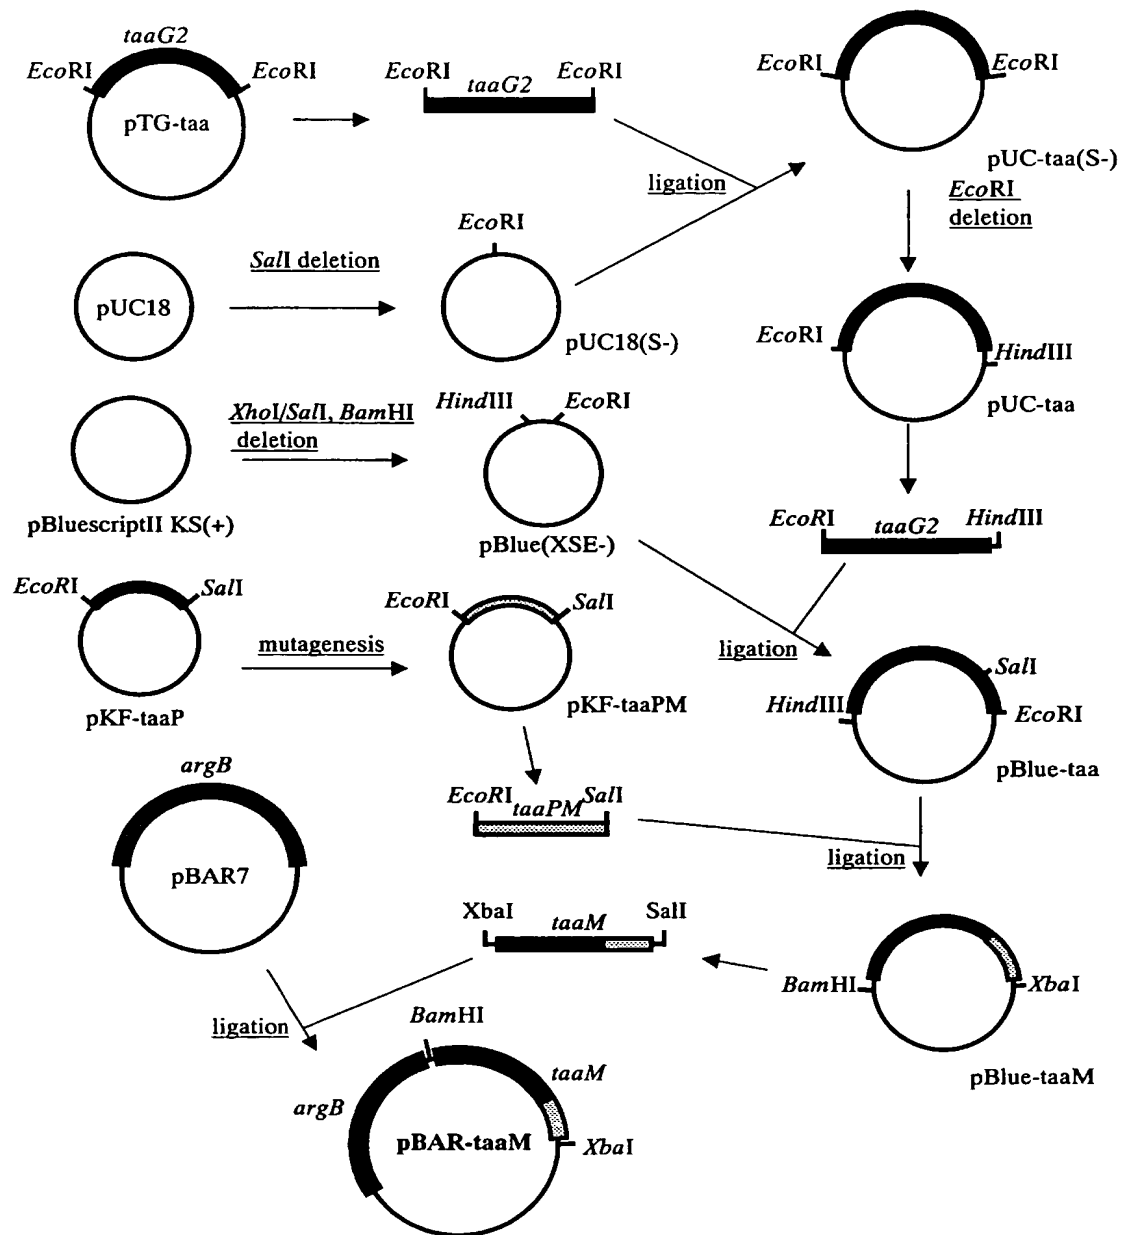 taaG2
EcoRI
EcoRI
pTG-taa
EcoRI
EcoRI
taaG2
EcoRI
EcoRI
pUC-taa(S-)
ligation
EcoRI
deletion
pUC18
SalI deletion
EcoRI
pUC18(S-)
EcoRI
HindIII
pUC-taa
pBluescriptII KS(+)
XhoI/SalI, BamHI
deletion
HindIII
EcoRI
pBlue(XSE-)
EcoRI
taaG2
HindIII
ligation
EcoRI
SalI
pKF-taaP
mutagenesis
EcoRI
SalI
pKF-taaPM
SalI
HindIII
EcoRI
pBlue-taa
EcoRI
taaPM
SalI
ligation
argB
pBAR7
XbaI
taaM
SalI
BamHI
XbaI
pBlue-taaM
ligation
BamHI
taaM
argB
pBAR-taaM
XbaI